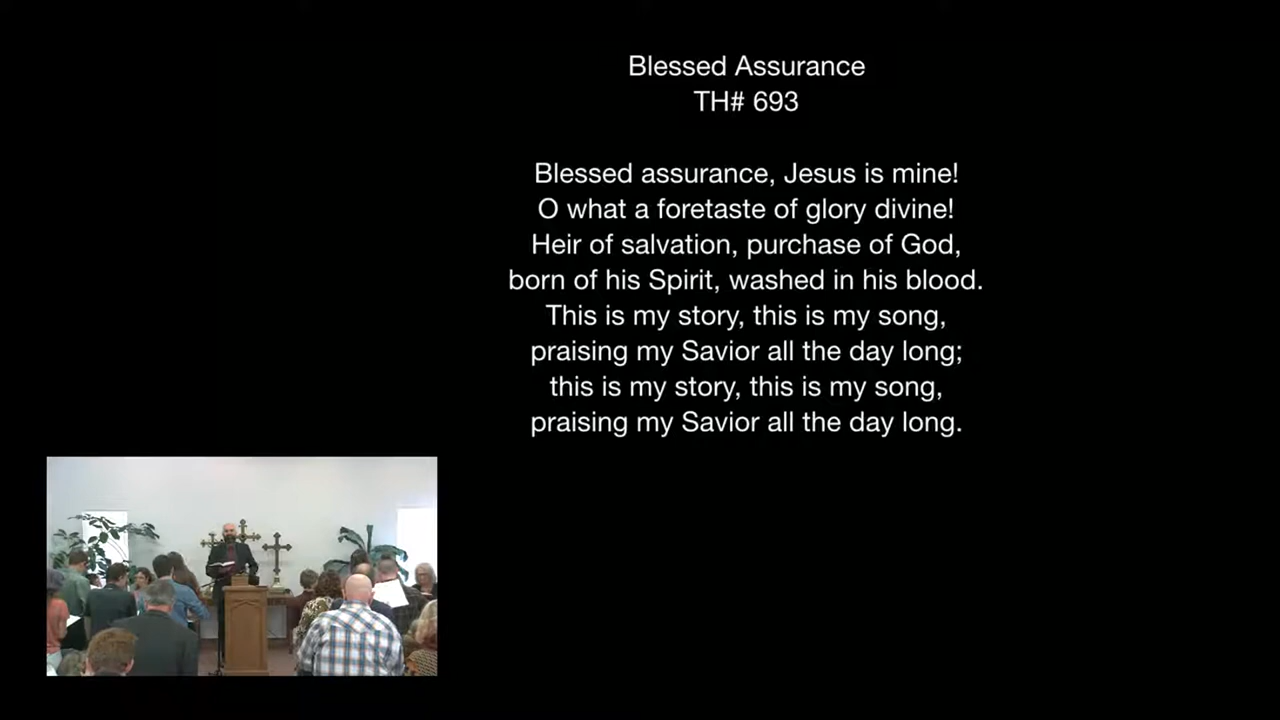 Blessed Assurance
TH# 693
Blessed assurance, Jesus is mine!
O what a foretaste of glory divine!
Heir of salvation, purchase of God,
born of his Spirit, washed in his blood.
This is my story, this is my song,
praising my Savior all the day long;
this is my story, this is my song,
praising my Savior all the day long.